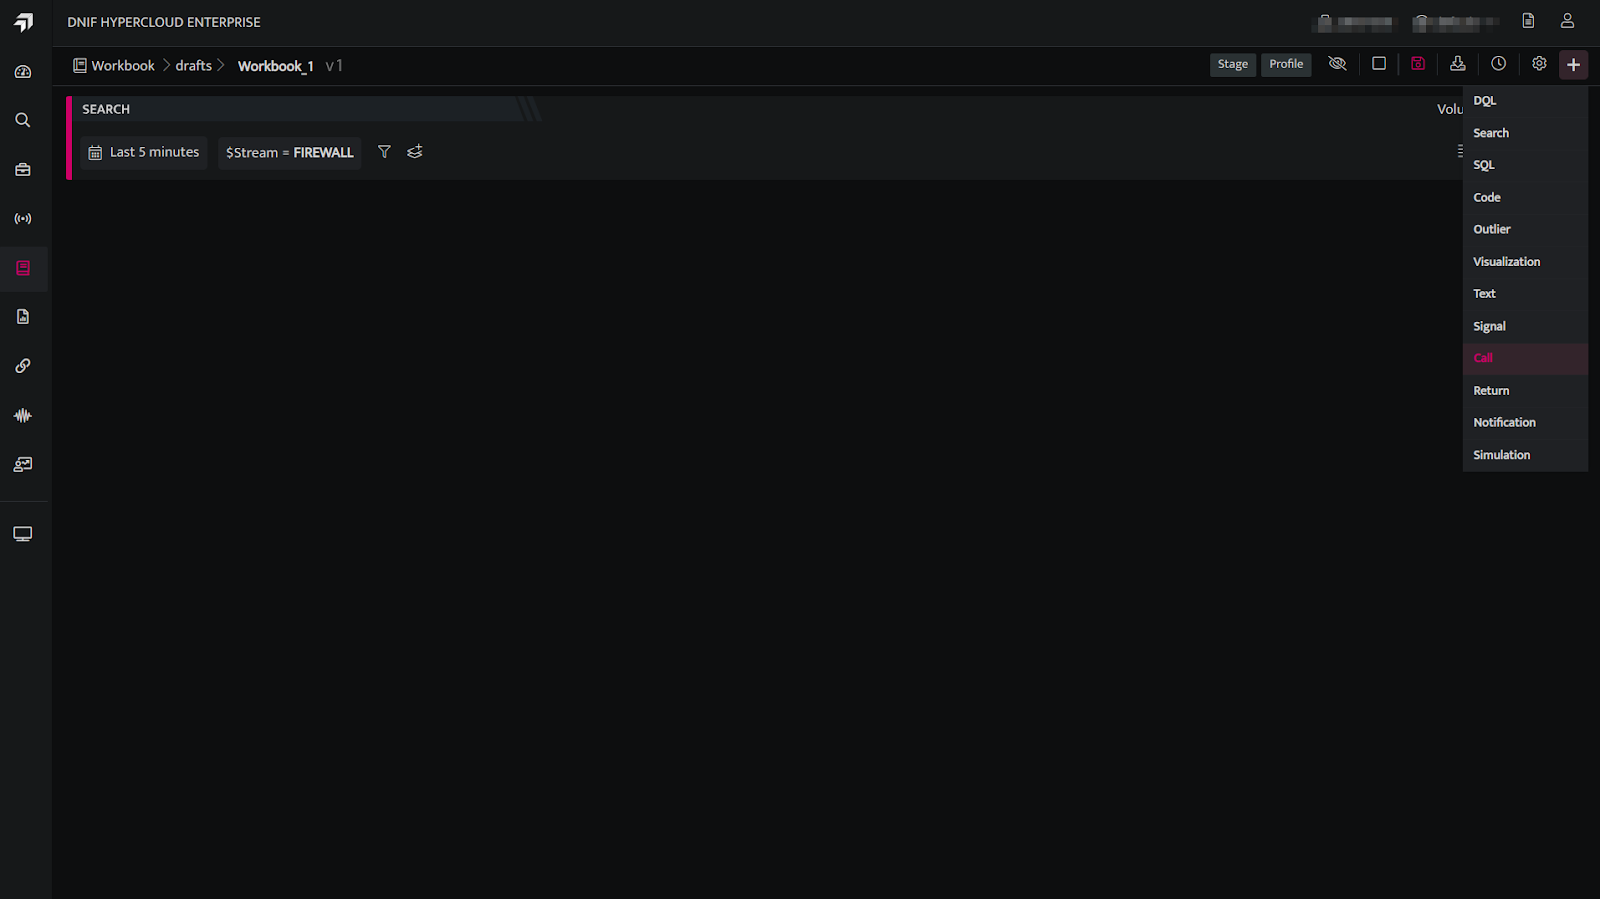 DNIF HYPERCLOUD ENTERPRISE
Workbook > drafts > Workbook_1 v 1
Stage Profile
SEARCH
Volu
Last 5 minutes $Stream = FIREWALL
DQL
Search
SQL
Code
Outlier
Visualization
Text
Signal
Call
Return
Notification
Simulation